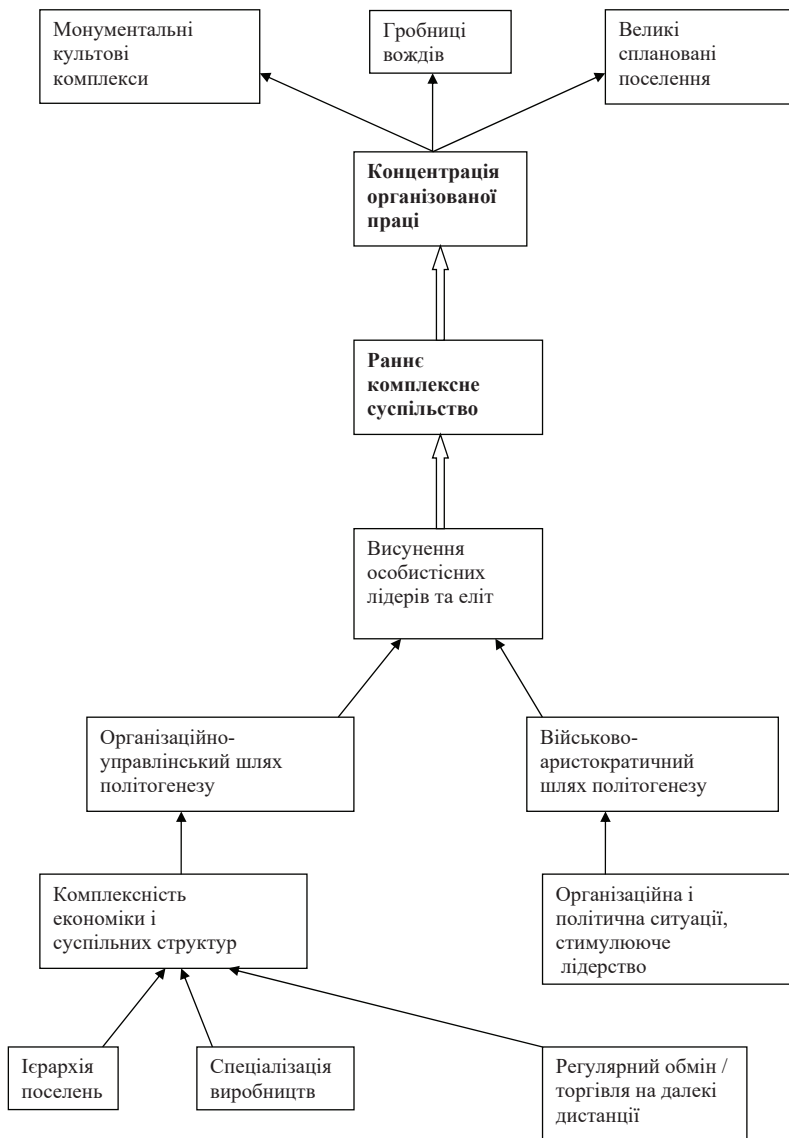 Монументальні
культові
комплекси
Гробниці
вождів
Великі
сплановані
поселення
Концентрація
організованої
праці
Раннє
комплексне
суспільство
Висунення
особистісних
лідерів та еліт
Організаційно-
управлінський шлях
політогенезу
Військово-
аристократичний
шлях політогенезу
Комплексність
економіки і
суспільних структур
Організаційна і
політична ситуації,
стимулююче
лідерство
Ієрархія
поселень
Спеціалізація
виробництв
Регулярний обмін /
торгівля на далекі
дистанції